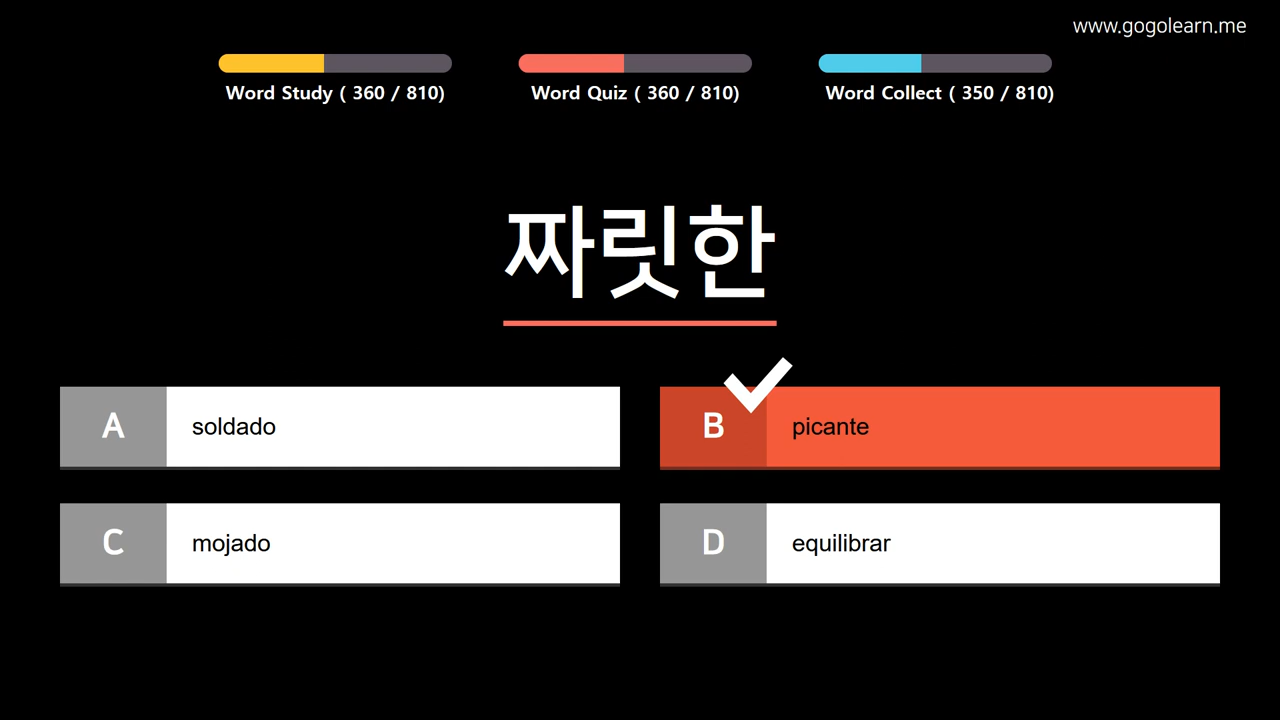 www.gogolearn.me
Word Study ( 360 / 810)
Word Quiz ( 360 / 810)
Word Collect ( 350 / 810)
짜릿한
A soldado
B picante
C mojado
D equilibrar